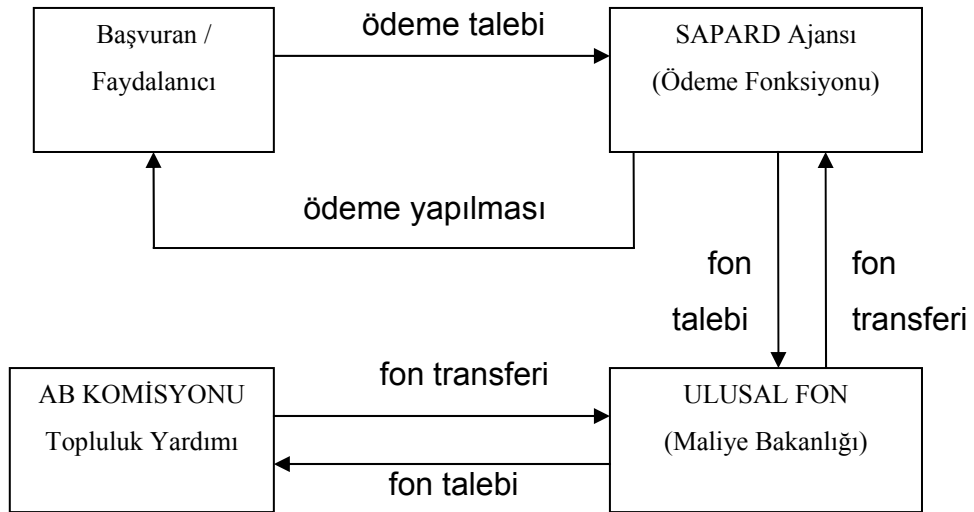 Başvuran /
Faydalanıcı
ödeme talebi
SAPARD Ajansı
(Ödeme Fonksiyonu)
ödeme yapılması
fon
talebi
fon
transferi
AB KOMİSYONU
Topluluk Yardımı
fon transferi
fon talebi
ULUSAL FON
(Maliye Bakanlığı)